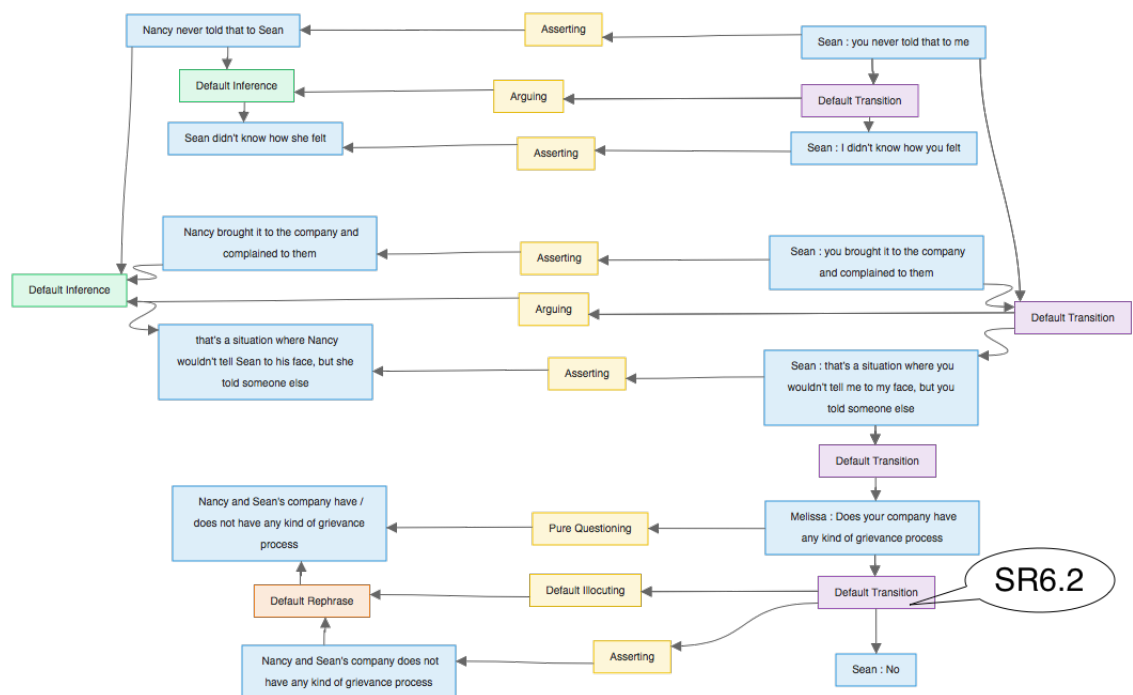 Nancy never told that to Sean
Asserting
Sean : you never told that to me
Default Inference
Arguing
Default Transition
Sean didn't know how she felt
Asserting
Sean : I didn't know how you felt
Nancy brought it to the company and
complained to them
Asserting
Sean : you brought it to the company
and complained to them
Default Inference
Arguing
Default Transition
that's a situation where Nancy
wouldn't tell Sean to his face, but she
told someone else
Asserting
Sean : that's a situation where you
wouldn't tell me to my face, but you
told someone else
Default Transition
Nancy and Sean's company have /
does not have any kind of grievance
process
Pure Questioning
Melissa : Does your company have
any kind of grievance process
Default Rephrase
Default Illocuting
Default Transition
SR6.2
Nancy and Sean's company does not
have any kind of grievance process
Asserting
Sean : No